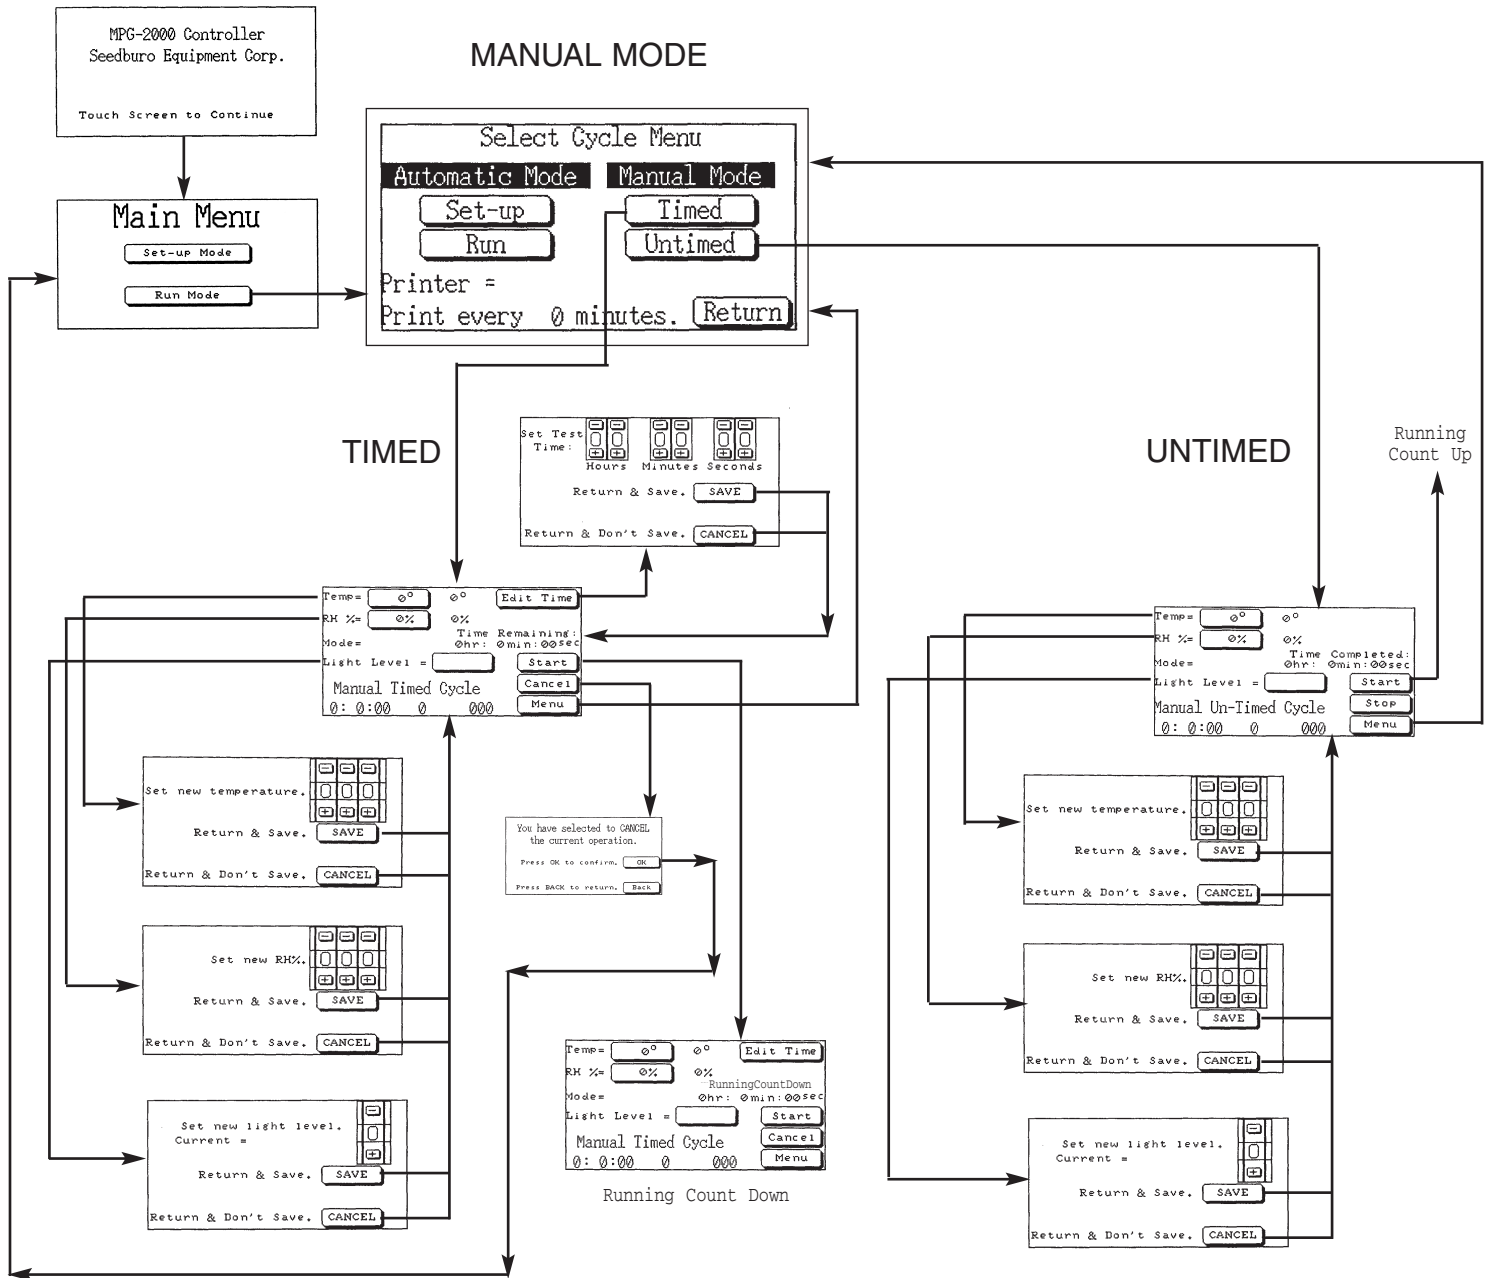 MPG-2000 Controller
Seedburo Equipment Corp.
Touch Screen to Continue
MANUAL MODE
Main Menu
Set-up Mode
Run Mode
Select Cycle Menu
Automatic Mode Manual Mode
Set-up Timed
Run Untimed
Printer =
Print every 0 minutes. Return
TIMED
Set Test
Time:
Hours Minutes Seconds
Return & Save. SAVE
Return & Don't Save. CANCEL
UNTIMED
Running
Count Up
Temp= 0° 0° Edit Time
RH %= 0% 0%
Time Remaining:
Mode= 0hr: 0min:00sec
Light Level = Start
Cancel
Manual Timed Cycle
0: 0:00 0 000 Menu
Temp= 0° 0°
RH %= 0% 0%
Time Completed:
Mode= 0hr: 0min:00sec
Light Level = Start
Stop
Manual Un-Timed Cycle
0: 0:00 0 000 Menu
Set new temperature.
Return & Save. SAVE
Return & Don't Save. CANCEL
You have selected to CANCEL
the current operation.
Press OK to confirm. OK
Press BACK to return. Back
Set new temperature.
Return & Save. SAVE
Return & Don't Save. CANCEL
Set new RH%.
Return & Save. SAVE
Return & Don't Save. CANCEL
Set new RH%.
Return & Save. SAVE
Return & Don't Save. CANCEL
Temp= 0° 0° Edit Time
RH %= 0% 0%
RunningCountDown
Mode= 0hr: 0min:00sec
Light Level = Start
Cancel
Manual Timed Cycle
0: 0:00 0 000 Menu
Running Count Down
Set new light level.
Current =
Return & Save. SAVE
Return & Don't Save. CANCEL
Set new light level.
Current =
Return & Save. SAVE
Return & Don't Save. CANCEL